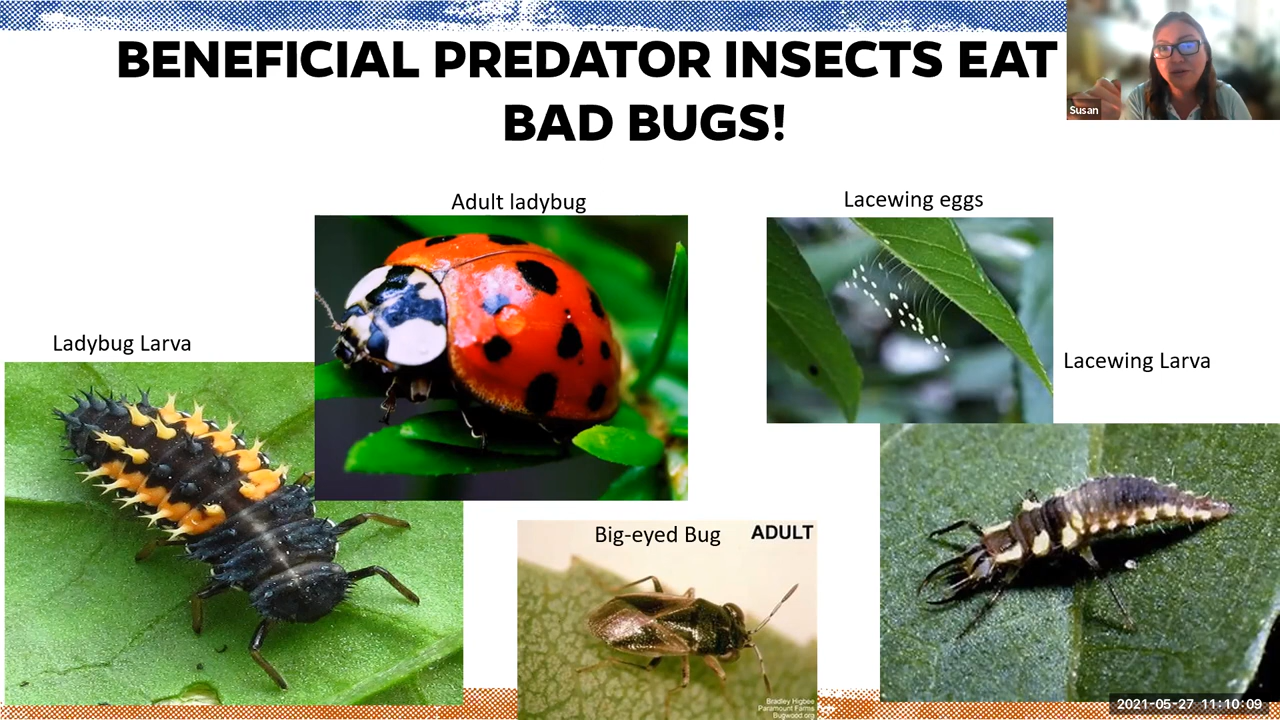 BENEFICIAL PREDATOR INSECTS EAT
BAD BUGS!
Susan
Adult ladybug
Lacewing eggs
Ladybug Larva
Lacewing Larva
Big-eyed Bug
ADULT
Bradley Higbee
Paramount Farms
Bugwood.org
2021-05-27 11:10:09